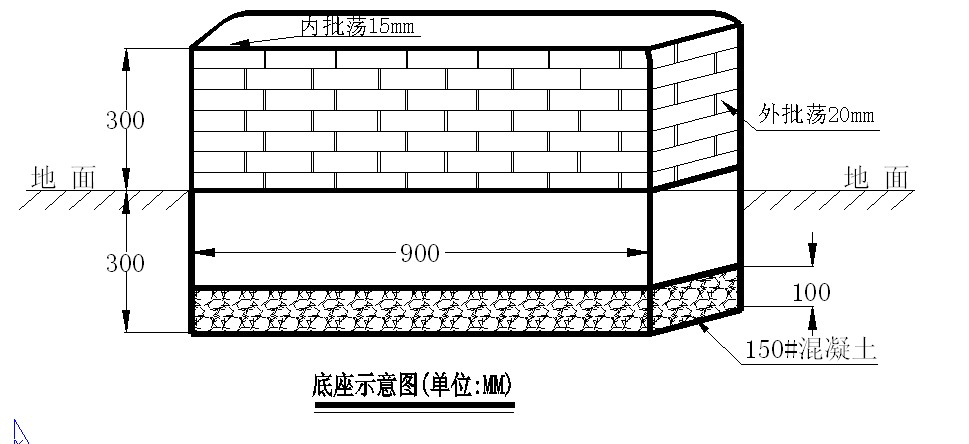 内批荡15mm
300
外批荡20mm
地 面
地 面
900
300
100
150#混凝土
底座示意图(单位:MM)